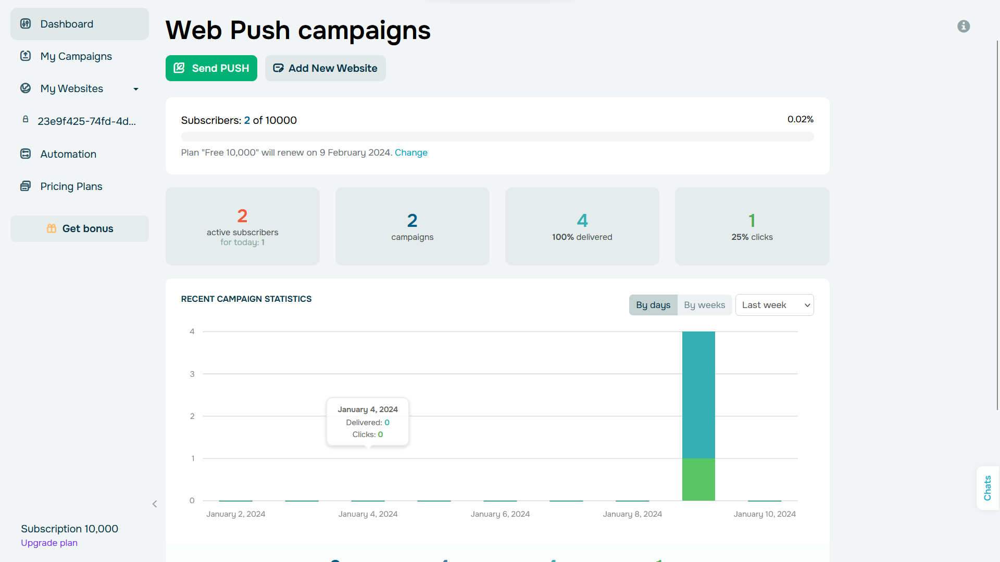 Dashboard
My Campaigns
My Websites
23e9f425-74fd-4d...
Automation
Pricing Plans
Get bonus
Subscription 10,000
Upgrade plan
Web Push campaigns
Send PUSH
Add New Website
Subscribers: 2 of 10000
0.02%
Plan "Free 10,000" will renew on 9 February 2024. Change
2
active subscribers
for today: 1
2
campaigns
4
100% delivered
1
25% clicks
RECENT CAMPAIGN STATISTICS
By days
By weeks
Last week
4
3
2
1
0
January 4, 2024
Delivered: 0
Clicks: 0
January 2, 2024
January 4, 2024
January 6, 2024
January 8, 2024
January 10, 2024
Chats